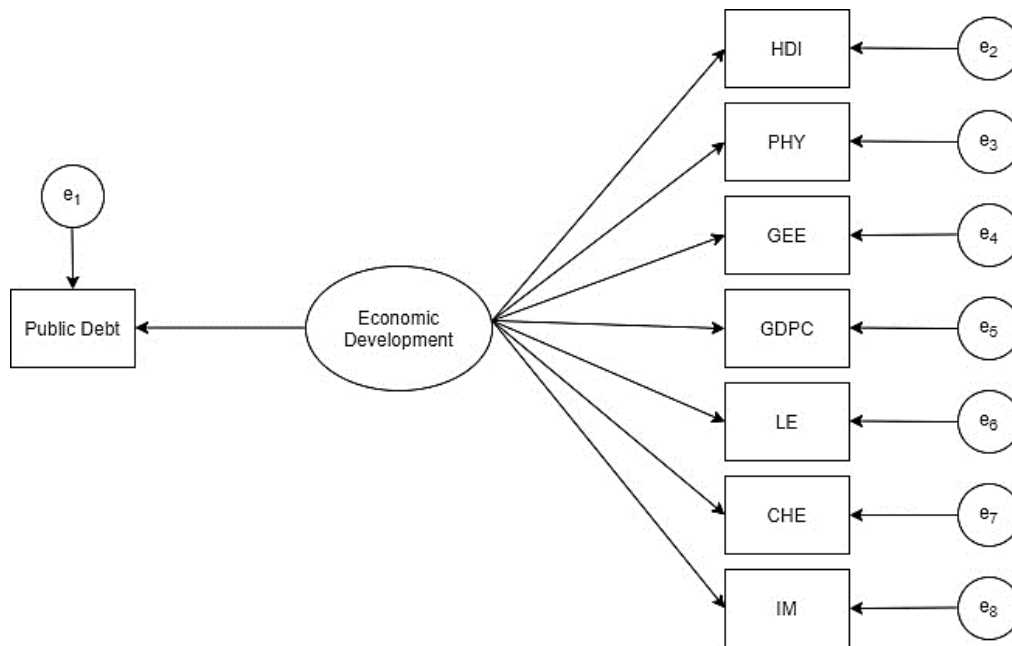 HDI
e₂
PHY
e₃
e₁
GEE
e₄
Public Debt
Economic
Development
GDPC
e₅
LE
e₆
CHE
e₇
IM
e₈